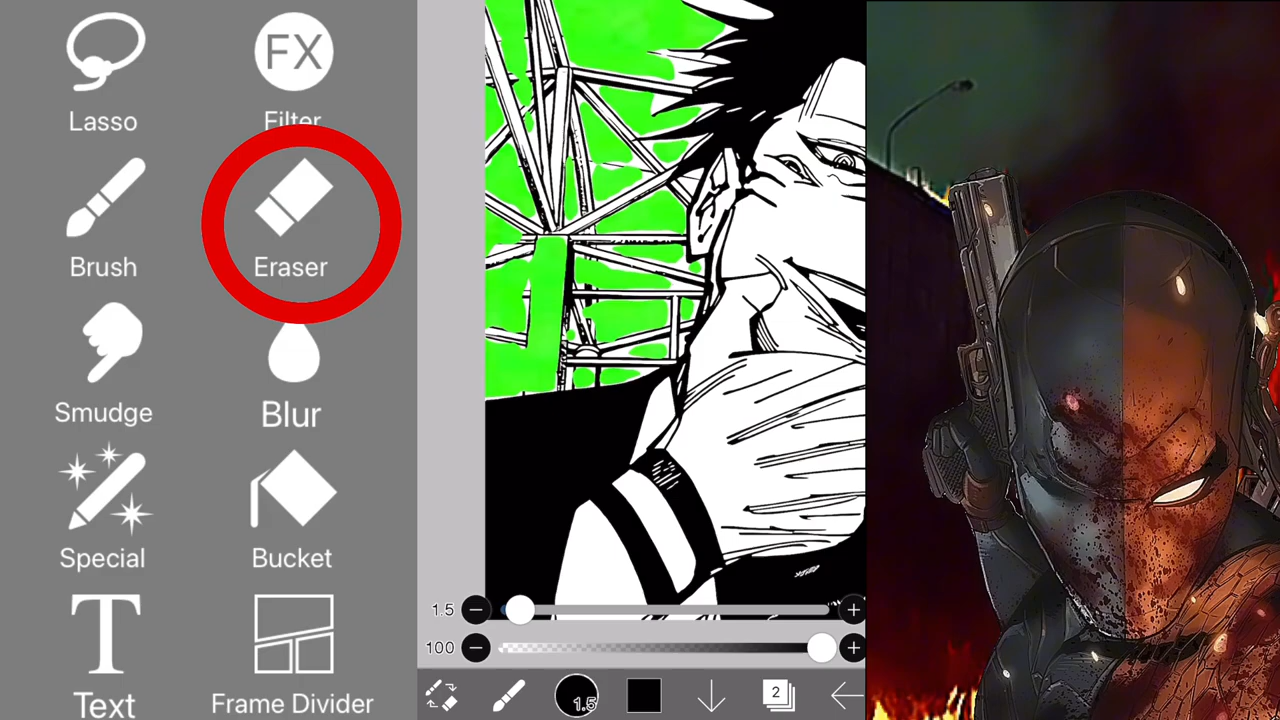 FX
Lasso
Filter
Brush
Eraser
Smudge
Blur
Special
Bucket
T
Text
Frame Divider
1.5
100
1.5
2